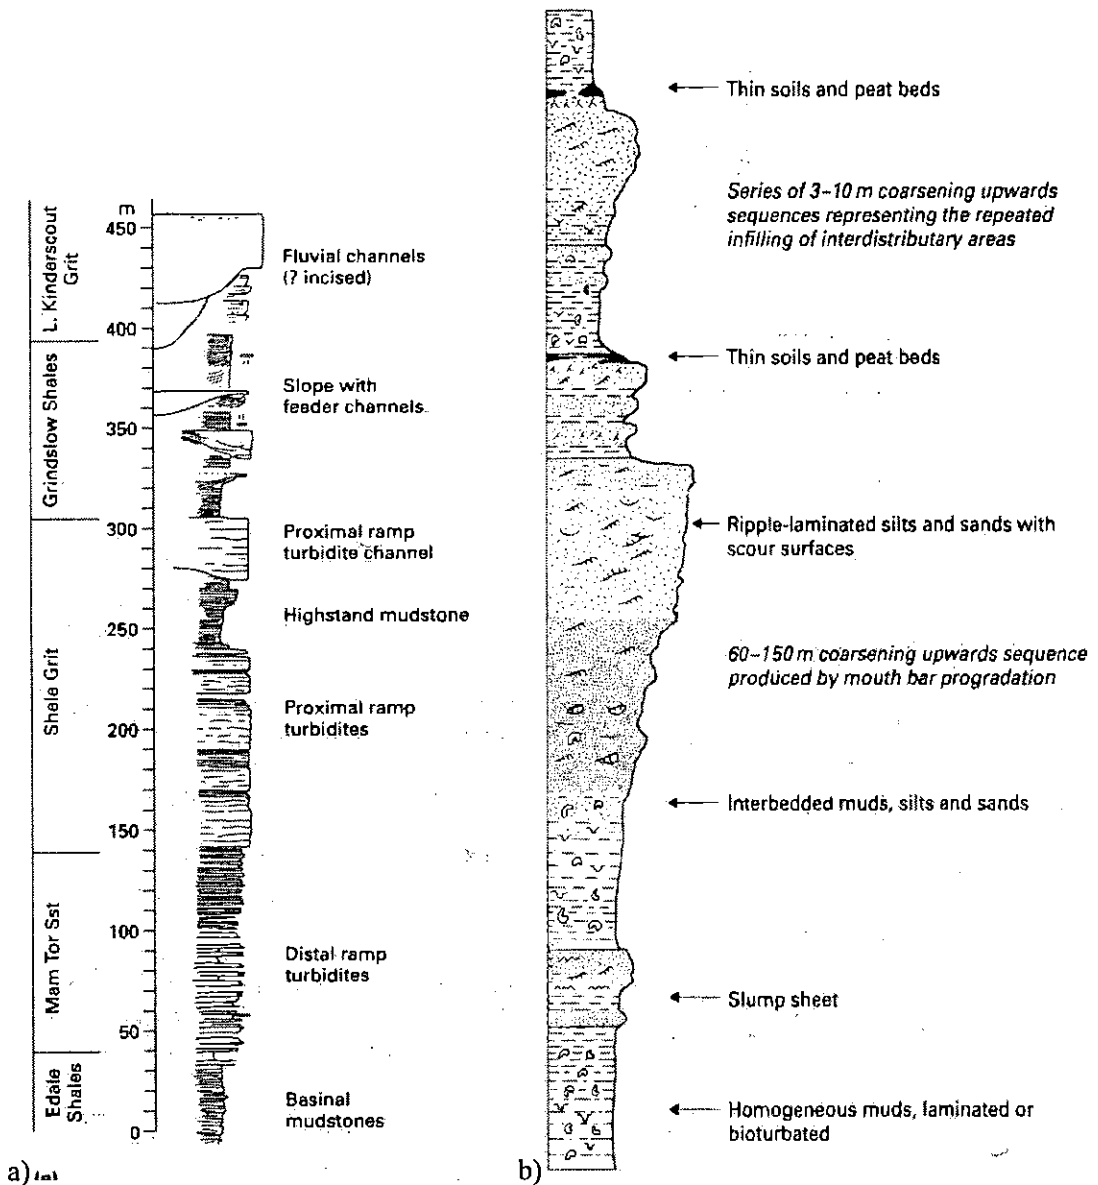 m
450
400
350
300
250
200
150
100
50
0
L. Kinderscout
Grit
Grindslow Shales
Shale Grit
Mam Tor Sst
Edale
Shales
Fluvial channels
(? incised)
Slope with
feeder channels
Proximal ramp
turbidite channel
Highstand mudstone
Proximal ramp
turbidites
Distal ramp
turbidites
Basinal
mudstones
a)
Thin soils and peat beds
Series of 3–10 m coarsening upwards
sequences representing the repeated
infilling of interdistributary areas
Thin soils and peat beds
Ripple-laminated silts and sands with
scour surfaces
60–150 m coarsening upwards sequence
produced by mouth bar progradation
Interbedded muds, silts and sands
Slump sheet
Homogeneous muds, laminated or
bioturbated
b)